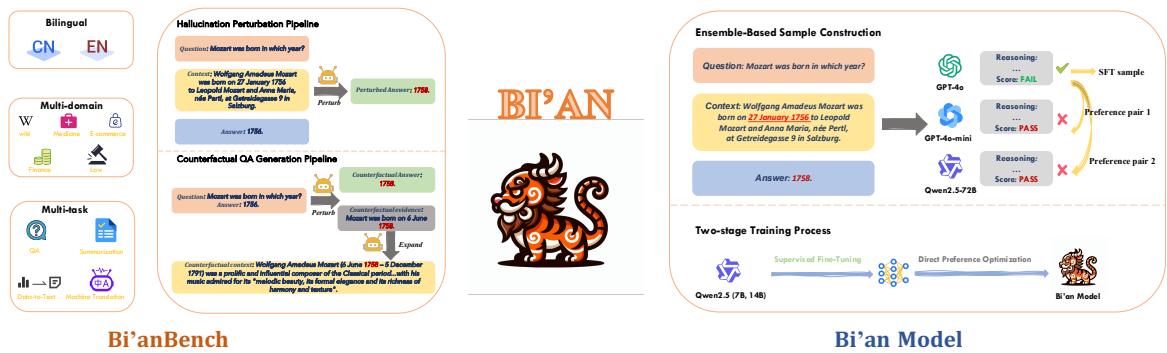 Bilingual
CN EN
Multi-domain
W
wiki Medicine E-commerce
Finance Law
Multi-task
QA Summarization
Data-to-Text Machine Translation
Hallucination Perturbation Pipeline
Question: Mozart was born in which year?
Context: Wolfgang Amadeus Mozart
was born on 27 January 1756
to Leopold Mozart and Anna Maria,
née Pertl, at Getreidegasse 9 in
Salzburg.
Answer: 1756.
Perturb
Perturbed Answer: 1758.
Counterfactual QA Generation Pipeline
Question: Mozart was born in which year?
Answer: 1756.
Perturb
Counterfactual Answer:
1758.
Counterfactual evidence:
Mozart was born on 6 June
1758.
Expand
Counterfactual context: Wolfgang Amadeus Mozart (6 June 1758 – 5 December
1791) was a prolific and influential composer of the Classical period...with his
music admired for its "melodic beauty, its formal elegance and its richness of
harmony and texture".
Bi'anBench
BI'AN
Ensemble-Based Sample Construction
Question: Mozart was born in which year?
Context: Wolfgang Amadeus Mozart was
born on 27 January 1756 to Leopold
Mozart and Anna Maria, née Pertl,
at Getreidegasse 9 in Salzburg.
Answer: 1758.
GPT-4o
Reasoning:
...
Score: FAIL
SFT sample
GPT-4o-mini
Reasoning:
...
Score: PASS
Preference pair 1
Qwen2.5-72B
Reasoning:
...
Score: PASS
Preference pair 2
Two-stage Training Process
Qwen2.5 (7B, 14B)
Supervised Fine-Tuning
Direct Preference Optimization
Bi'an Model
Bi'an Model